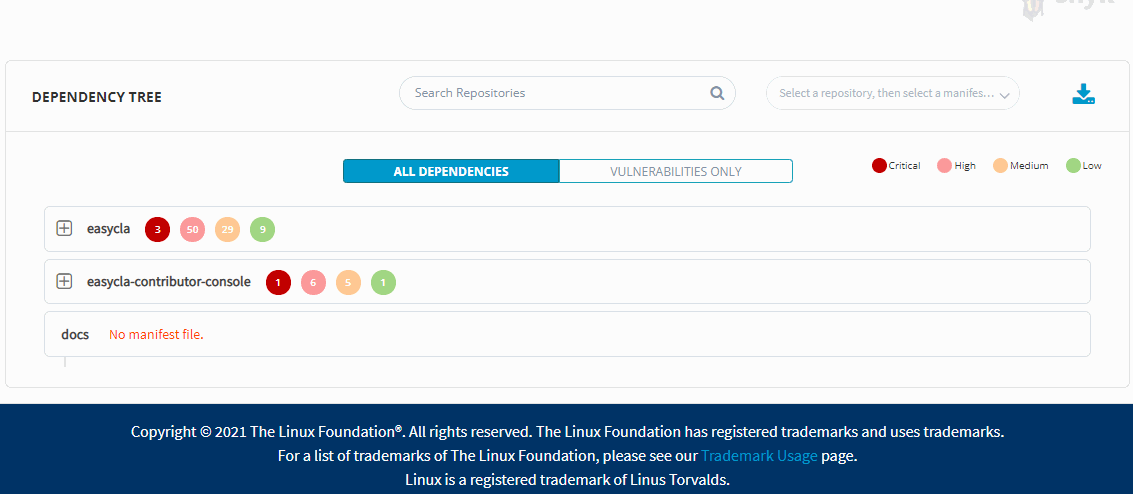 DEPENDENCY TREE
Search Repositories
Select a repository, then select a manifes...
ALL DEPENDENCIES
VULNERABILITIES ONLY
Critical
High
Medium
Low
easycla 3 50 29 9
easycla-contributor-console 1 6 5 1
docs No manifest file.
Copyright © 2021 The Linux Foundation®. All rights reserved. The Linux Foundation has registered trademarks and uses trademarks.
For a list of trademarks of The Linux Foundation, please see our Trademark Usage page.
Linux is a registered trademark of Linus Torvalds.